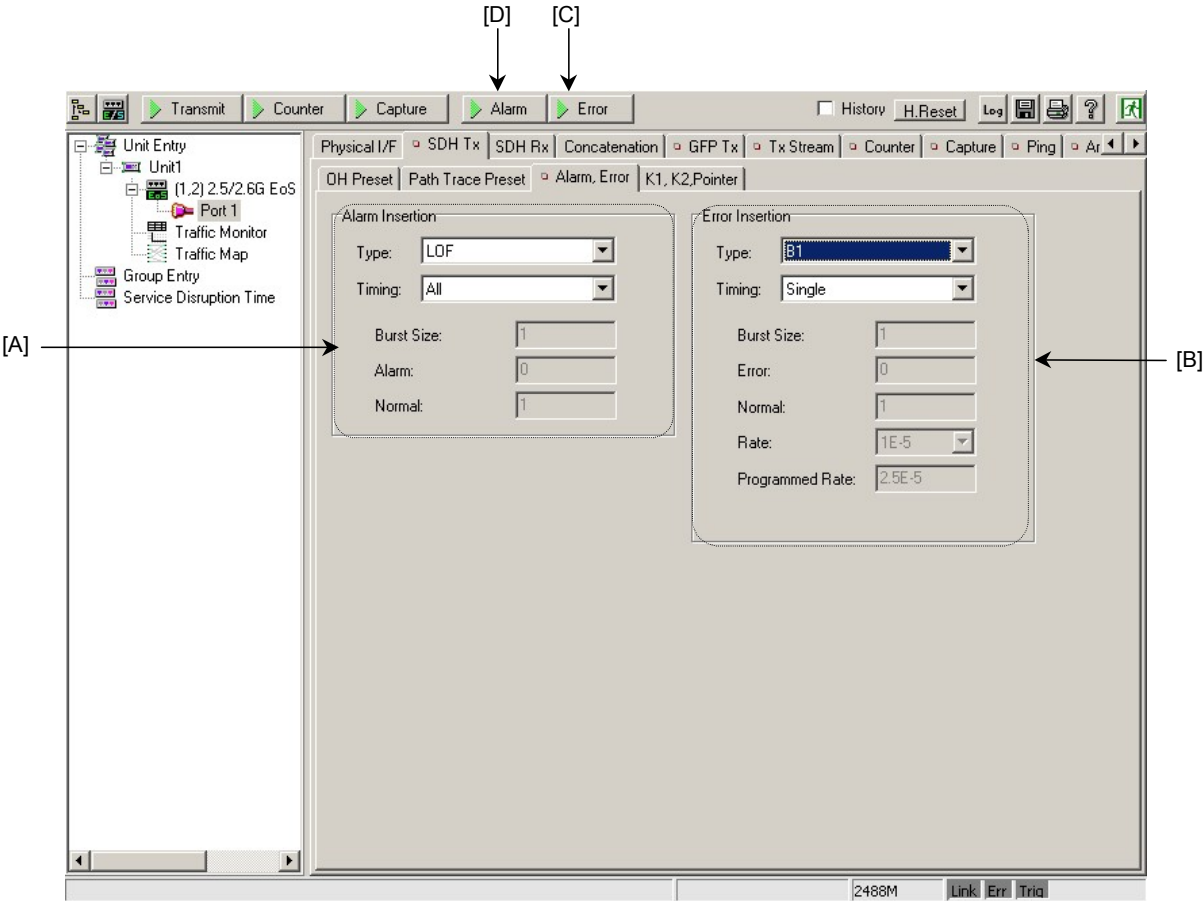 [D] [C]
Transmit Counter Capture Alarm Error History H.Reset Log ?
Unit Entry
Unit1
EoS (1,2) 2.5/2.6G EoS
Port 1
Traffic Monitor
Traffic Map
Group Entry
Service Disruption Time
Physical I/F SDH Tx SDH Rx Concatenation GFP Tx Tx Stream Counter Capture Ping Ar
OH Preset Path Trace Preset Alarm, Error K1, K2,Pointer
Alarm Insertion
Type: LOF
Timing: All
Burst Size: 1
Alarm: 0
Normal: 1
[A]
Error Insertion
Type: B1
Timing: Single
Burst Size: 1
Error: 0
Normal: 1
Rate: 1E-5
Programmed Rate: 2.5E-5
[B]
2488M Link Err Trig